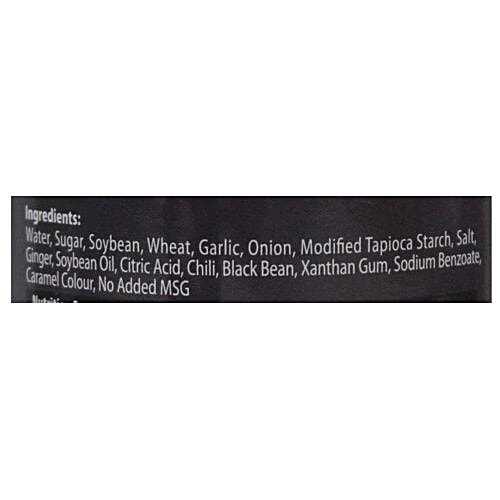 Ingredients:
Water, Sugar, Soybean, Wheat, Garlic, Onion, Modified Tapioca Starch, Salt,
Ginger, Soybean Oil, Citric Acid, Chili, Black Bean, Xanthan Gum, Sodium Benzoate,
Caramel Colour, No Added MSG